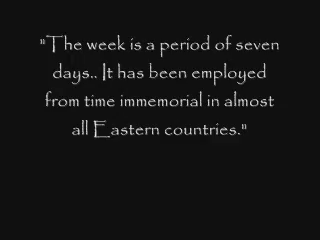 "The week is a period of seven
days.. It has been employed
from time immemorial in almost
all Eastern countries."